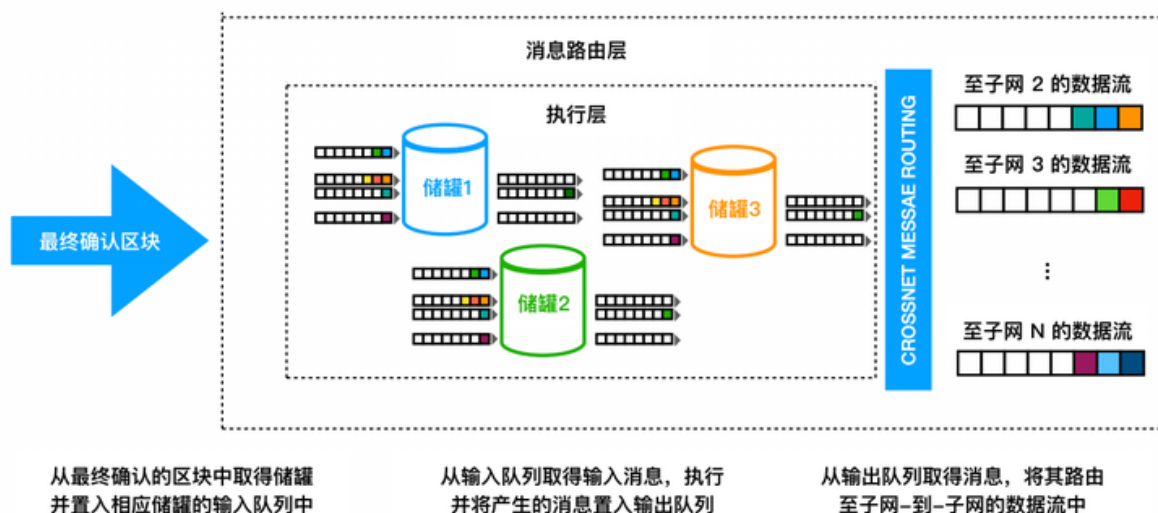 消息路由层
执行层
最终确认区块
储罐1
储罐2
储罐3
CROSSNET MESSAE ROUTING
至子网 2 的数据流
至子网 3 的数据流
⋮
至子网 N 的数据流
从最终确认的区块中取得储罐
并置入相应储罐的输入队列中
从输入队列取得输入消息，执行
并将产生的消息置入输出队列
从输出队列取得消息，将其路由
至子网-到-子网的数据流中